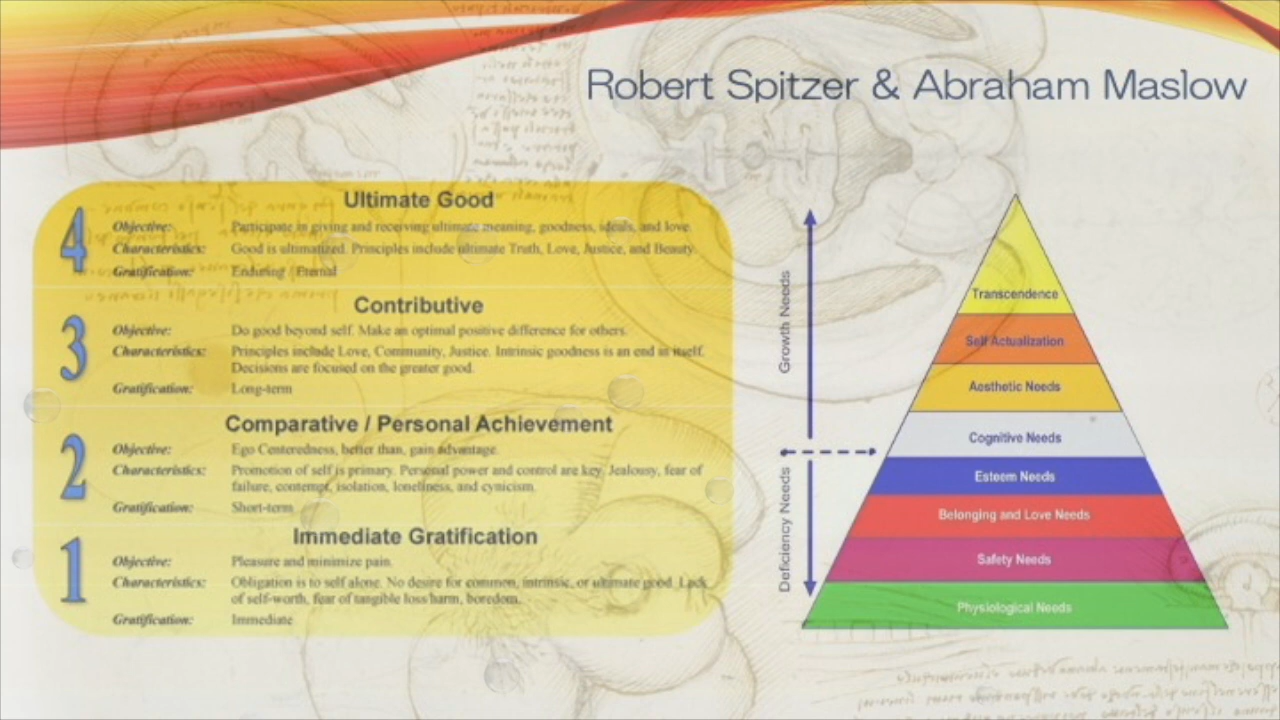 Robert Spitzer & Abraham Maslow
Ultimate Good
4
Objective: Participate in giving and receiving ultimate meaning, goodness, ideals, and love.
Characteristics: Good is ultimatized. Principles include ultimate Truth, Love, Justice, and Beauty.
Gratification: Enduring / Eternal
Contributive
3
Objective: Do good beyond self. Make an optimal positive difference for others.
Characteristics: Principles include Love, Community, Justice. Intrinsic goodness is an end in itself.
Decisions are focused on the greater good.
Gratification: Long-term
Comparative / Personal Achievement
2
Objective: Ego Centeredness, better than, gain advantage.
Characteristics: Promotion of self is primary. Personal power and control are key. Jealousy, fear of
failure, contempt, isolation, loneliness, and cynicism.
Gratification: Short-term
Immediate Gratification
1
Objective: Pleasure and minimize pain.
Characteristics: Obligation is to self alone. No desire for common, intrinsic, or ultimate good. Lack
of self-worth, fear of tangible loss/harm, boredom.
Gratification: Immediate
Growth Needs
Deficiency Needs
Transcendence
Self Actualization
Aesthetic Needs
Cognitive Needs
Esteem Needs
Belonging and Love Needs
Safety Needs
Physiological Needs